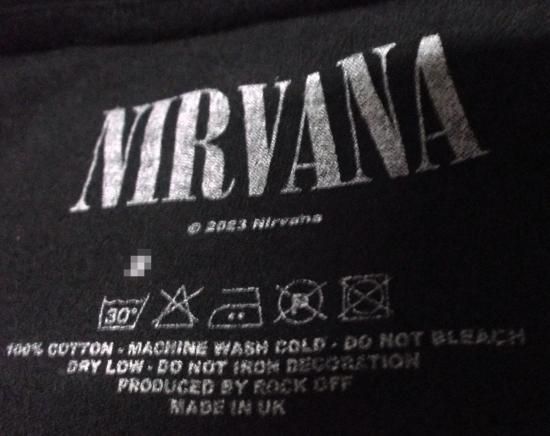 NIRVANA
© 2023 Nirvana
30°
100% COTTON - MACHINE WASH COLD - DO NOT BLEACH
DRY LOW - DO NOT IRON DECORATION
PRODUCED BY ROCK OFF
MADE IN UK